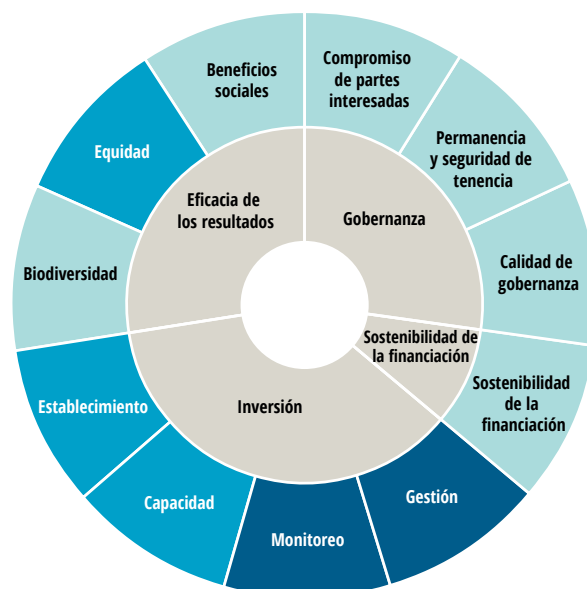 Beneficios
sociales
Compromiso
de partes
interesadas
Permanencia
y seguridad de
tenencia
Calidad de
gobernanza
Sostenibilidad
de la
financiación
Gestión
Monitoreo
Capacidad
Establecimiento
Biodiversidad
Equidad
Eficacia de
los resultados
Gobernanza
Sostenibilidad de
la financiación
Inversión